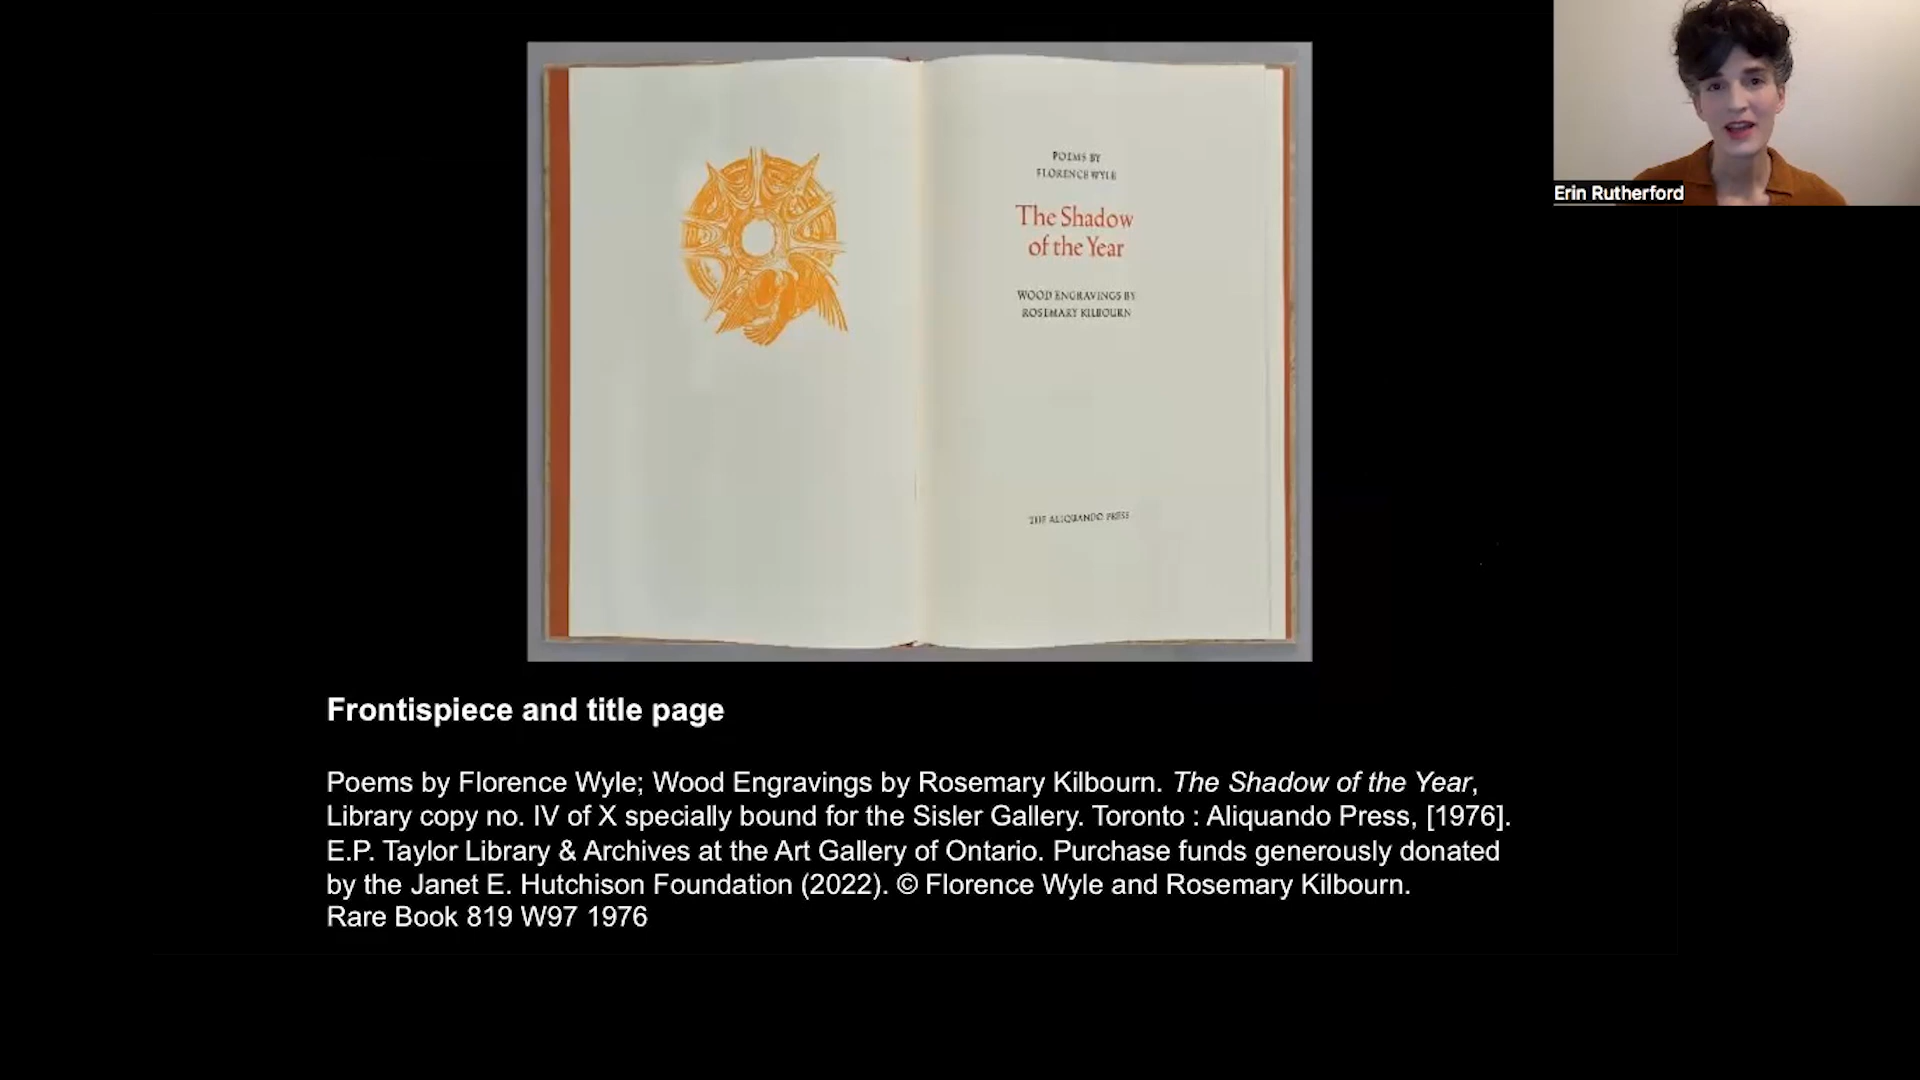 Erin Rutherford
POEMS BY
FLORENCE WYLE
The Shadow
of the Year
WOOD ENGRAVINGS BY
ROSEMARY KILBOURN
THE ALIQUANDO PRESS
Frontispiece and title page
Poems by Florence Wyle; Wood Engravings by Rosemary Kilbourn. The Shadow of the Year,
Library copy no. IV of X specially bound for the Sisler Gallery. Toronto : Aliquando Press, [1976].
E.P. Taylor Library & Archives at the Art Gallery of Ontario. Purchase funds generously donated
by the Janet E. Hutchison Foundation (2022). © Florence Wyle and Rosemary Kilbourn.
Rare Book 819 W97 1976